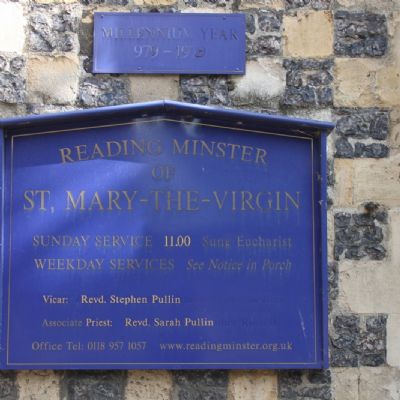 MILLENNIUM YEAR
979 - 1979
READING MINSTER
OF
ST. MARY-THE-VIRGIN
SUNDAY SERVICE 11.00 Sung Eucharist
WEEKDAY SERVICES See Notice in Porch
Vicar: Revd. Stephen Pullin
Associate Priest: Revd. Sarah Pullin
Office Tel: 0118 957 1057 www.readingminster.org.uk